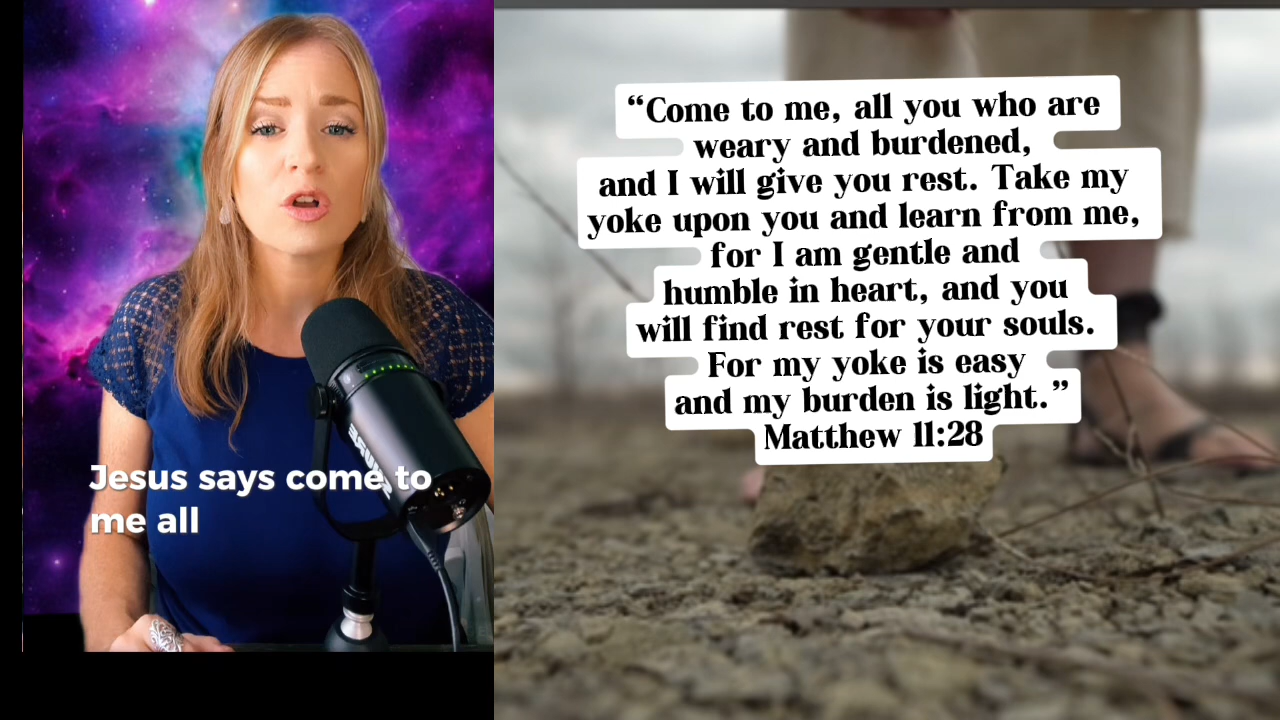 Jesus says come to
me all
SHURE
“Come to me, all you who are
weary and burdened,
and I will give you rest. Take my
yoke upon you and learn from me,
for I am gentle and
humble in heart, and you
will find rest for your souls.
For my yoke is easy
and my burden is light.”
Matthew 11:28